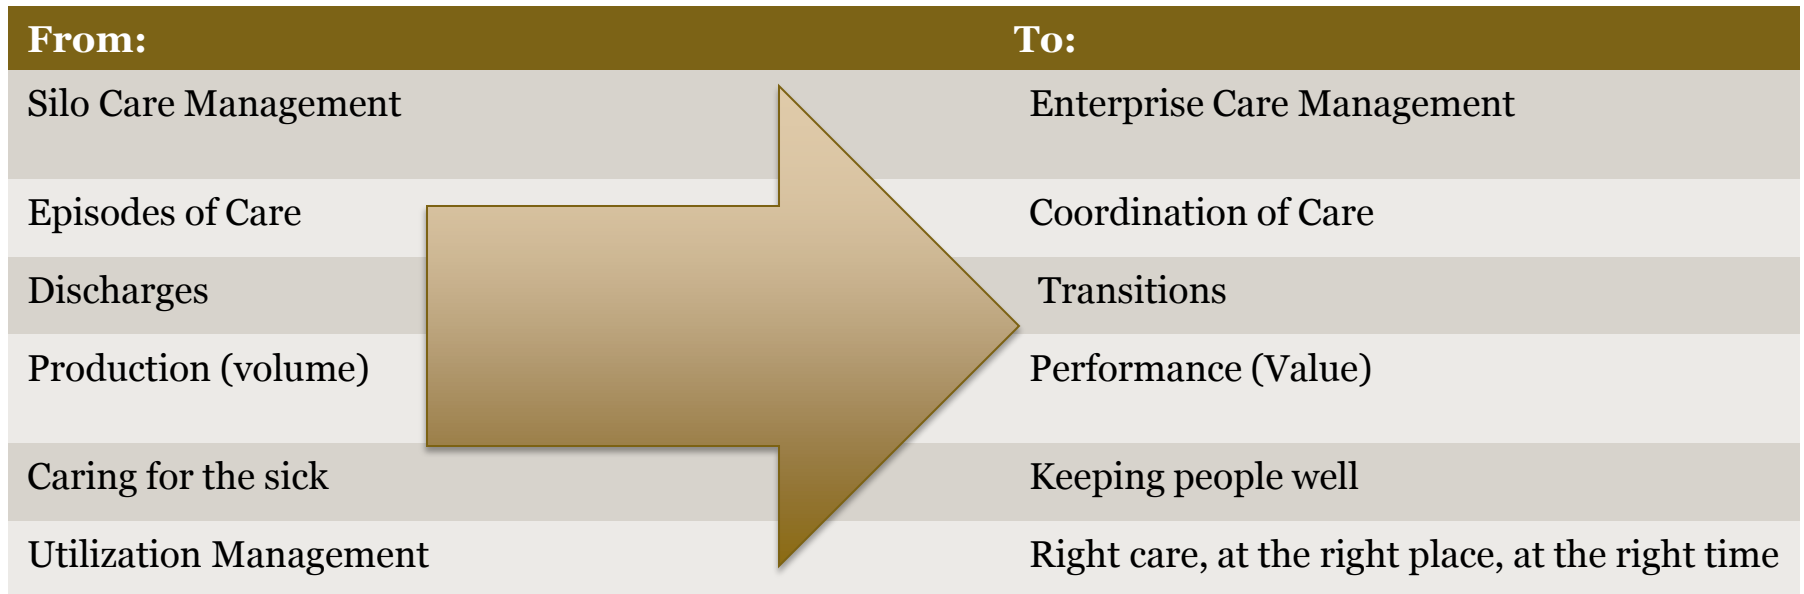 From: To:
Silo Care Management Enterprise Care Management
Episodes of Care Coordination of Care
Discharges Transitions
Production (volume) Performance (Value)
Caring for the sick Keeping people well
Utilization Management Right care, at the right place, at the right time